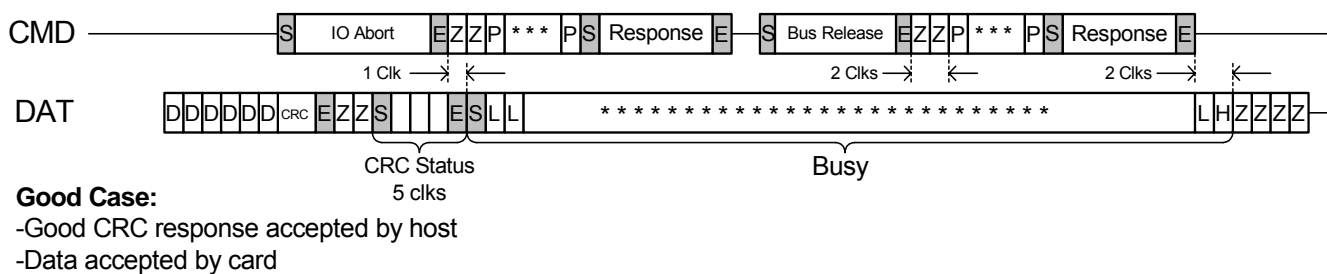 CMD S IO Abort E Z Z P * * * P S Response E S Bus Release E Z Z P * * * P S Response E
1 Clk 2 Clks 2 Clks
DAT D D D D D D CRC E Z Z S E S L L * * * * * * * * * * * * * * * * * * * * * * * * * L H Z Z Z Z
CRC Status Busy
5 clks
Good Case:
-Good CRC response accepted by host
-Data accepted by card